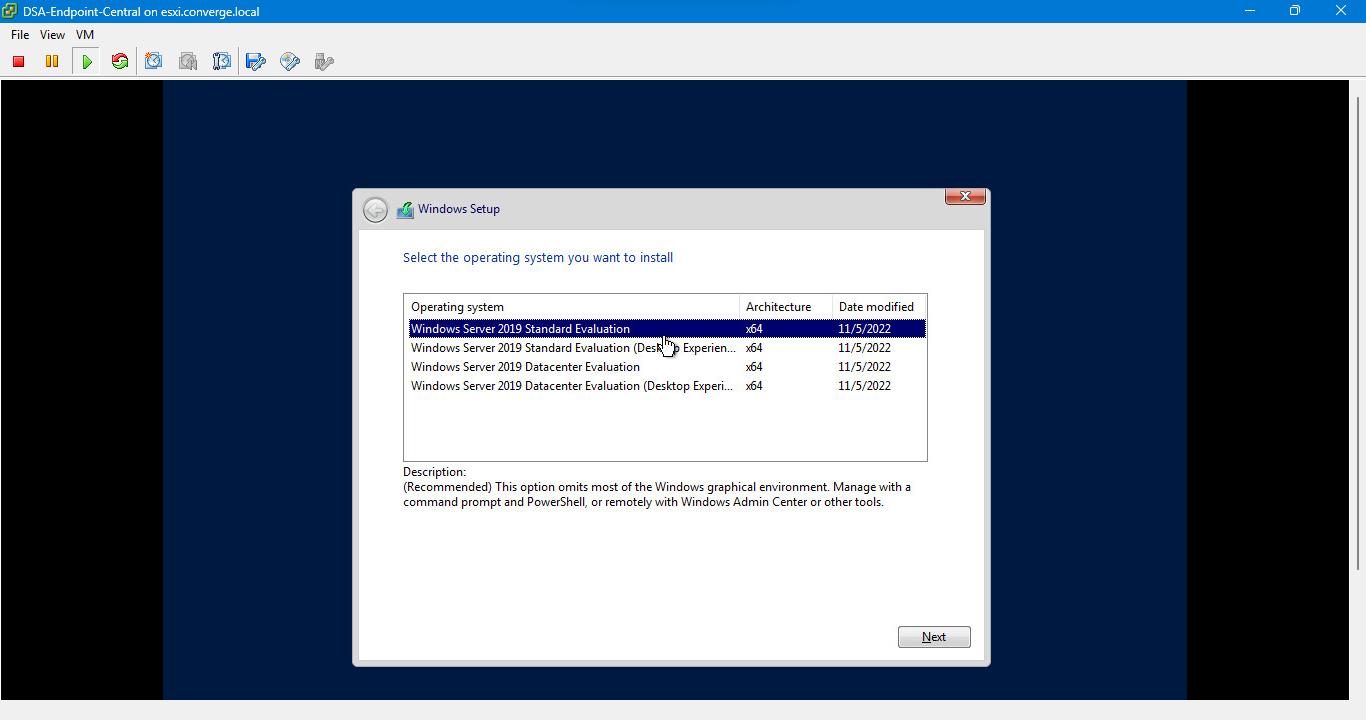 DSA-Endpoint-Central on esxi.converge.local
File View VM
Windows Setup
Select the operating system you want to install
Operating system Architecture Date modified
Windows Server 2019 Standard Evaluation x64 11/5/2022
Windows Server 2019 Standard Evaluation (Desktop Experien... x64 11/5/2022
Windows Server 2019 Datacenter Evaluation x64 11/5/2022
Windows Server 2019 Datacenter Evaluation (Desktop Experi... x64 11/5/2022
Description:
(Recommended) This option omits most of the Windows graphical environment. Manage with a
command prompt and PowerShell, or remotely with Windows Admin Center or other tools.
Next